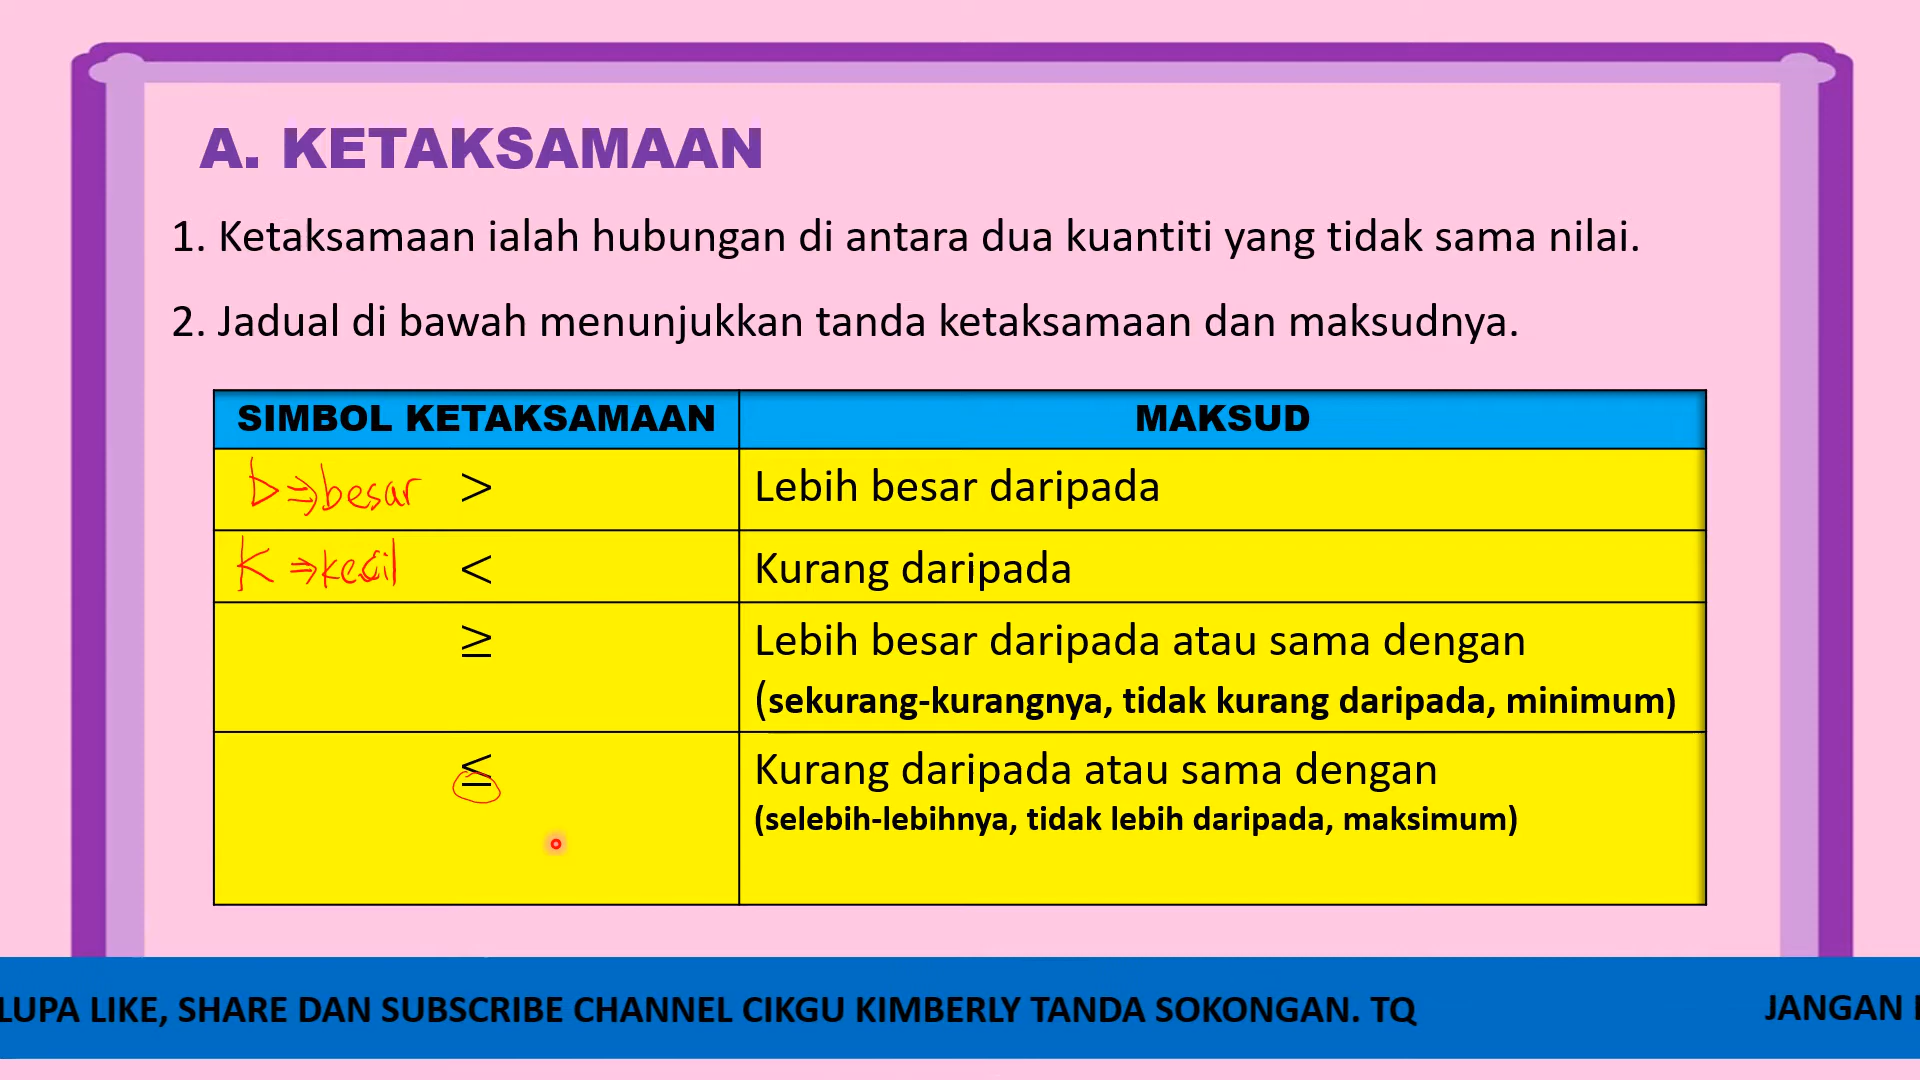 A. KETAKSAMAAN
1. Ketaksamaan ialah hubungan di antara dua kuantiti yang tidak sama nilai.
2. Jadual di bawah menunjukkan tanda ketaksamaan dan maksudnya.
SIMBOL KETAKSAMAAN MAKSUD
b⇒besar > Lebih besar daripada
K ⇒kecil < Kurang daripada
≥ Lebih besar daripada atau sama dengan
(sekurang-kurangnya, tidak kurang daripada, minimum)
≤ Kurang daripada atau sama dengan
(selebih-lebihnya, tidak lebih daripada, maksimum)
LUPA LIKE, SHARE DAN SUBSCRIBE CHANNEL CIKGU KIMBERLY TANDA SOKONGAN. TQ JANGAN